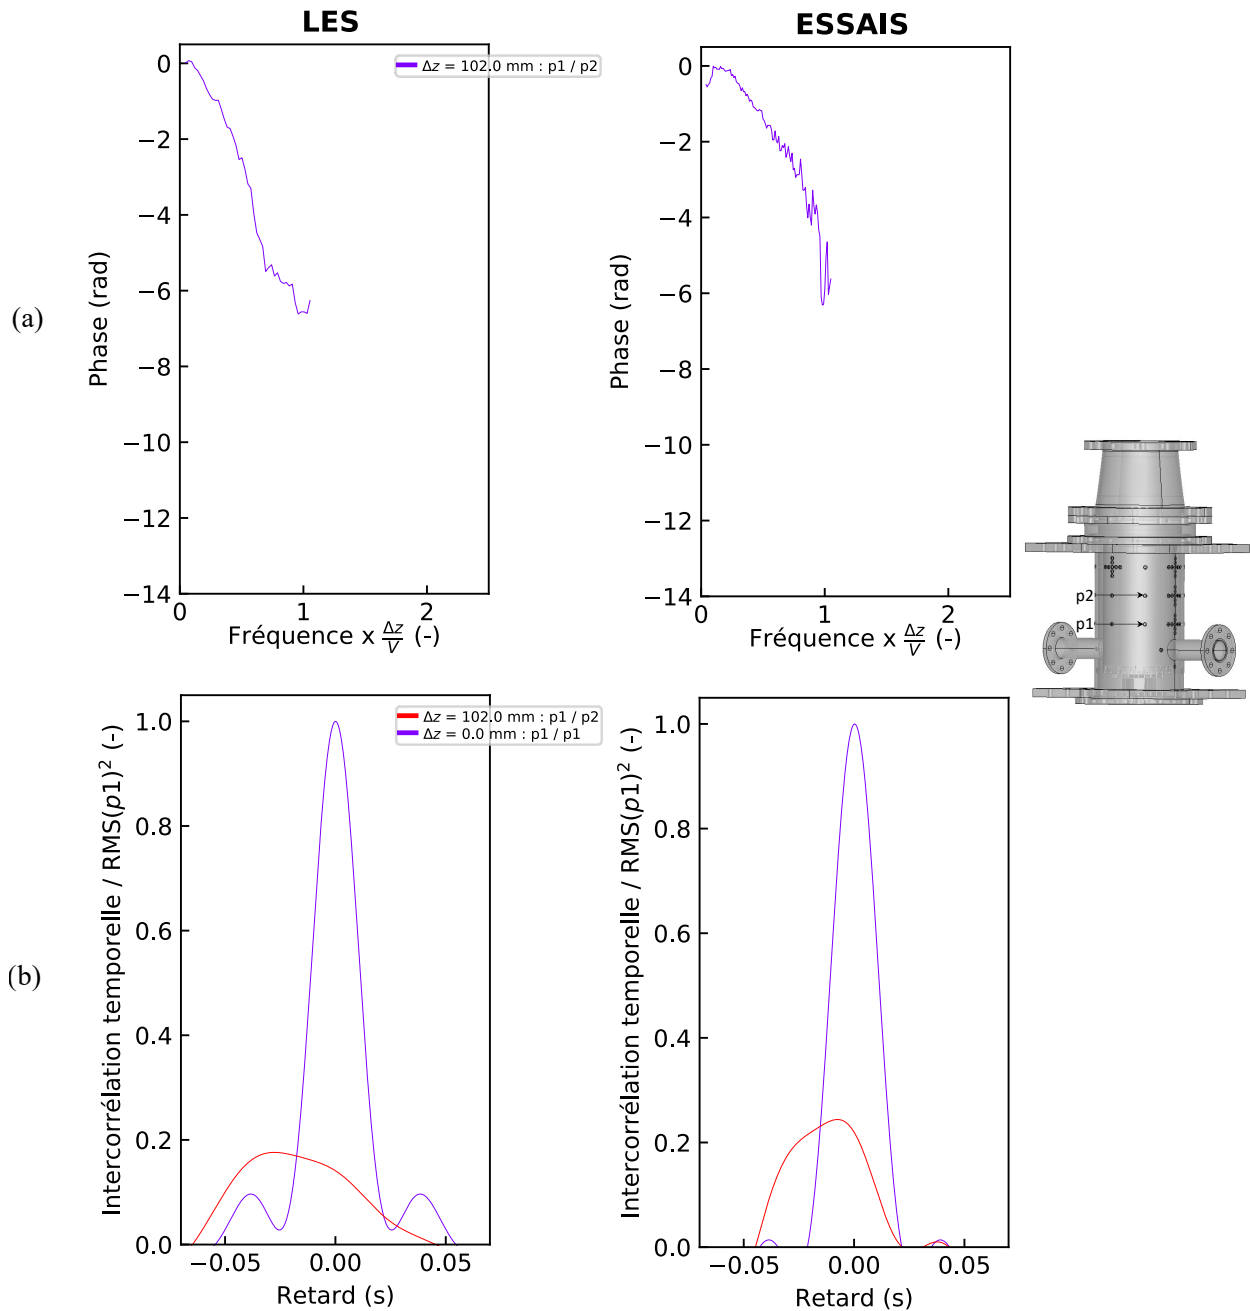 LES
ESSAIS
(a)
Phase (rad)
0
−2
−4
−6
−8
−10
−12
−14
0
1
2
Fréquence x Δz/V (-)
Δz = 102.0 mm : p1 / p2
Phase (rad)
0
−2
−4
−6
−8
−10
−12
−14
0
1
2
Fréquence x Δz/V (-)
p2
p1
(b)
Intercorrélation temporelle / RMS(p1)² (-)
1.0
0.8
0.6
0.4
0.2
0.0
−0.05
0.00
0.05
Retard (s)
Δz = 102.0 mm : p1 / p2
Δz = 0.0 mm : p1 / p1
Intercorrélation temporelle / RMS(p1)² (-)
1.0
0.8
0.6
0.4
0.2
0.0
−0.05
0.00
0.05
Retard (s)